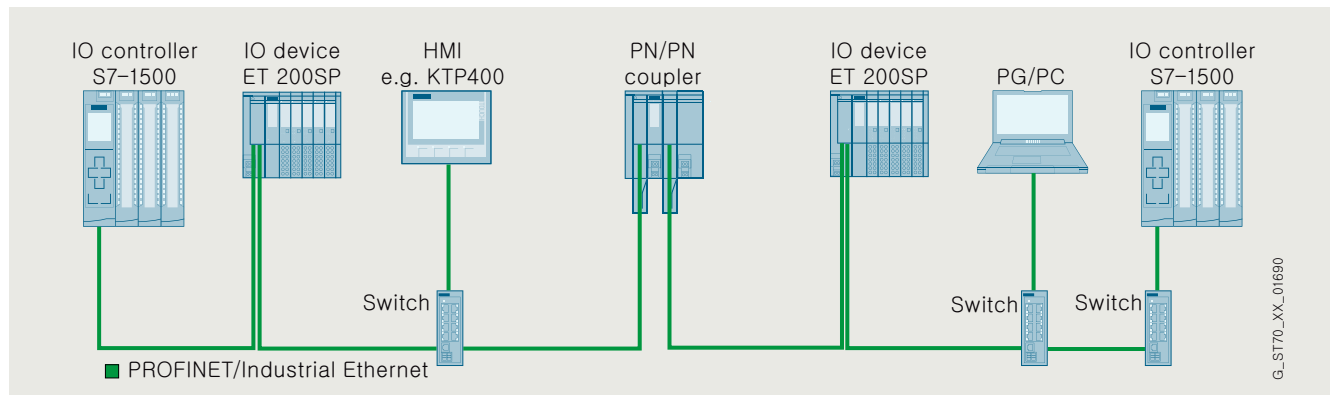 IO controller
S7-1500
IO device
ET 200SP
HMI
e.g. KTP400
PN/PN
coupler
IO device
ET 200SP
PG/PC
IO controller
S7-1500
Switch
Switch
Switch
PROFINET/Industrial Ethernet
G_ST70_XX_01690